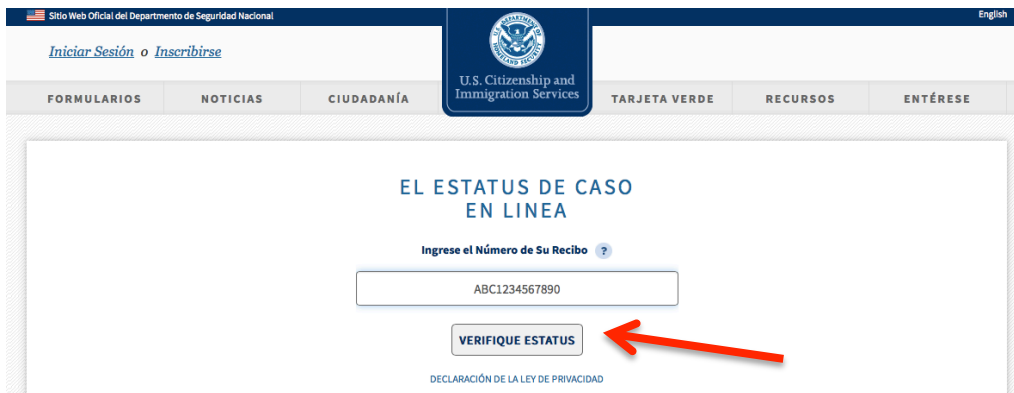 Sitio Web Oficial del Department of Seguridad Nacional
English
Iniciar Sesión o Inscribirse
U.S. Citizenship and
Immigration Services
FORMULARIOS NOTICIAS CIUDADANÍA TARJETA VERDE RECURSOS ENTÉRESE
EL ESTATUS DE CASO
EN LINEA
Ingrese el Número de Su Recibo ?
ABC1234567890
VERIFIQUE ESTATUS
DECLARACIÓN DE LA LEY DE PRIVACIDAD